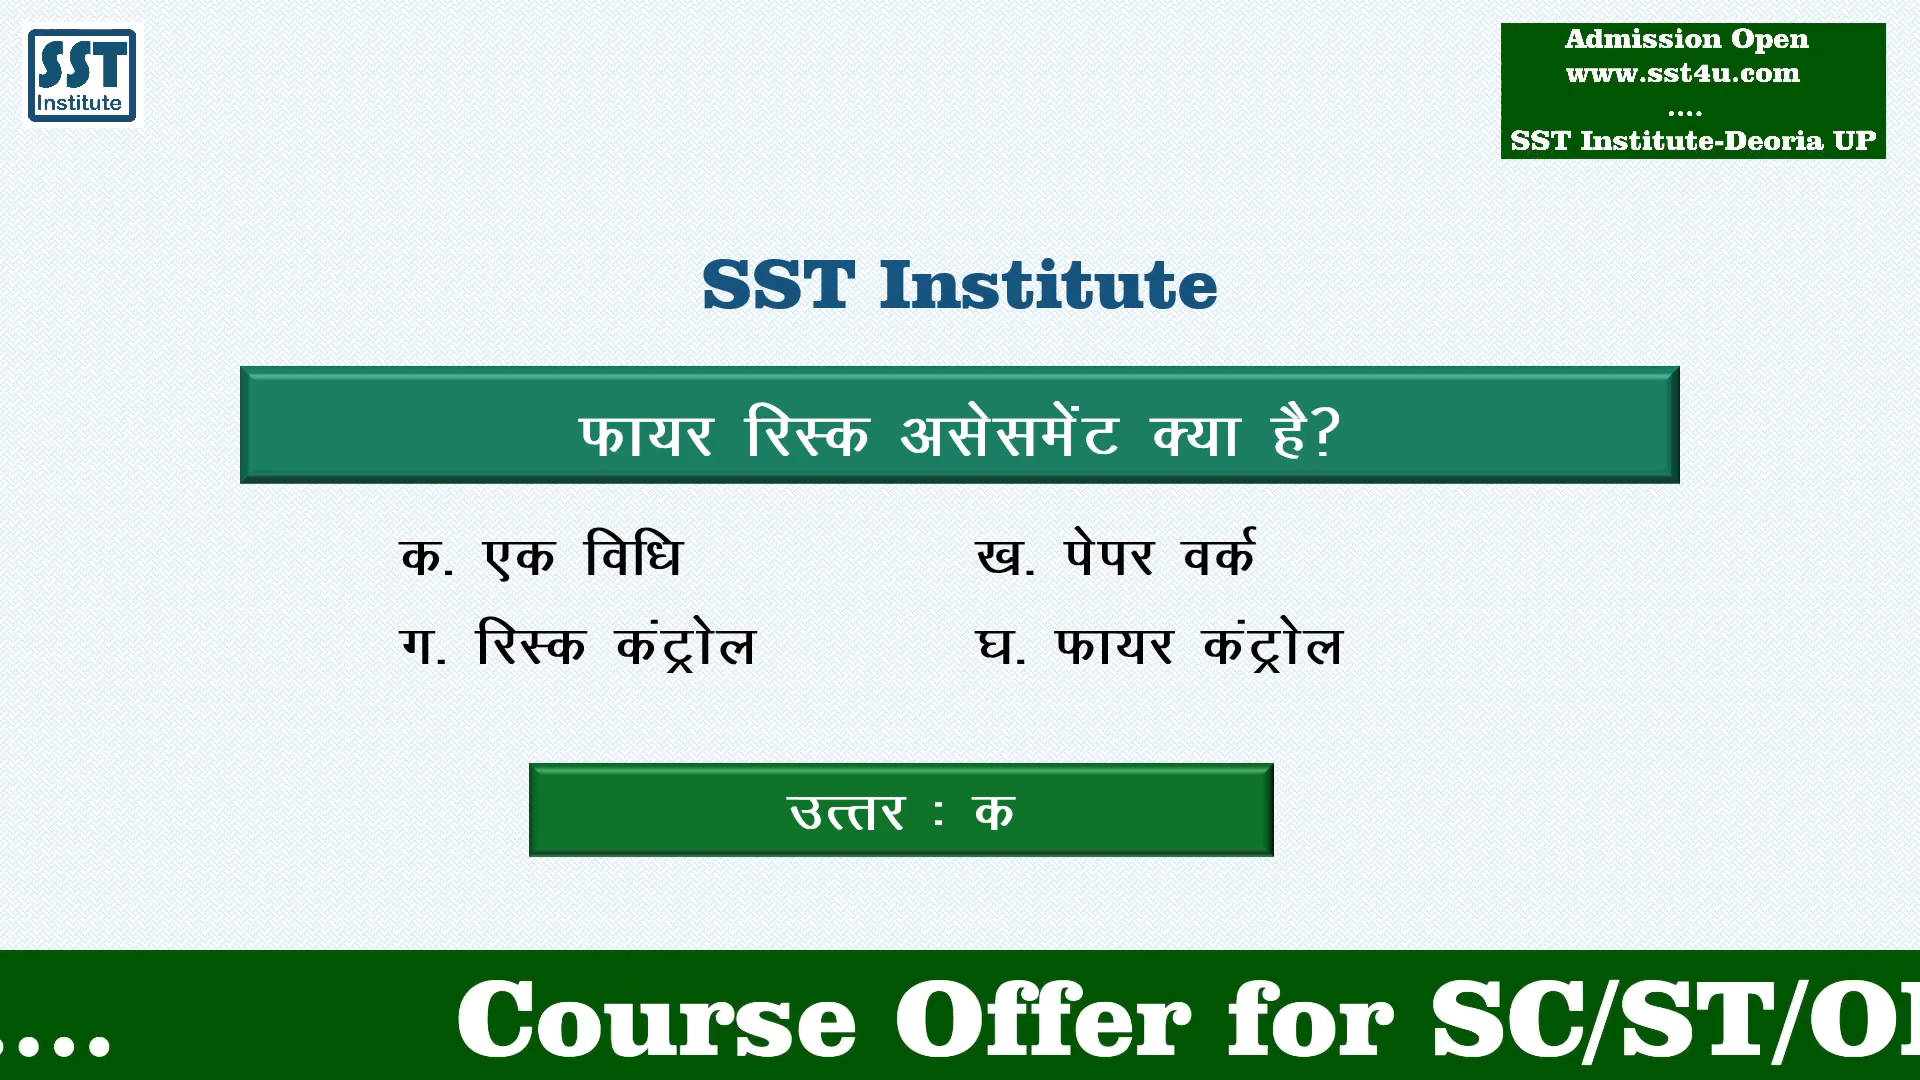 SST
Institute
Admission Open
www.sst4u.com
....
SST Institute-Deoria UP
SST Institute
फायर रिस्क असेसमेंट क्या है?
क. एक विधि
ख. पेपर वर्क
ग. रिस्क कंट्रोल
घ. फायर कंट्रोल
उत्तर : क
.... Course Offer for SC/ST/O